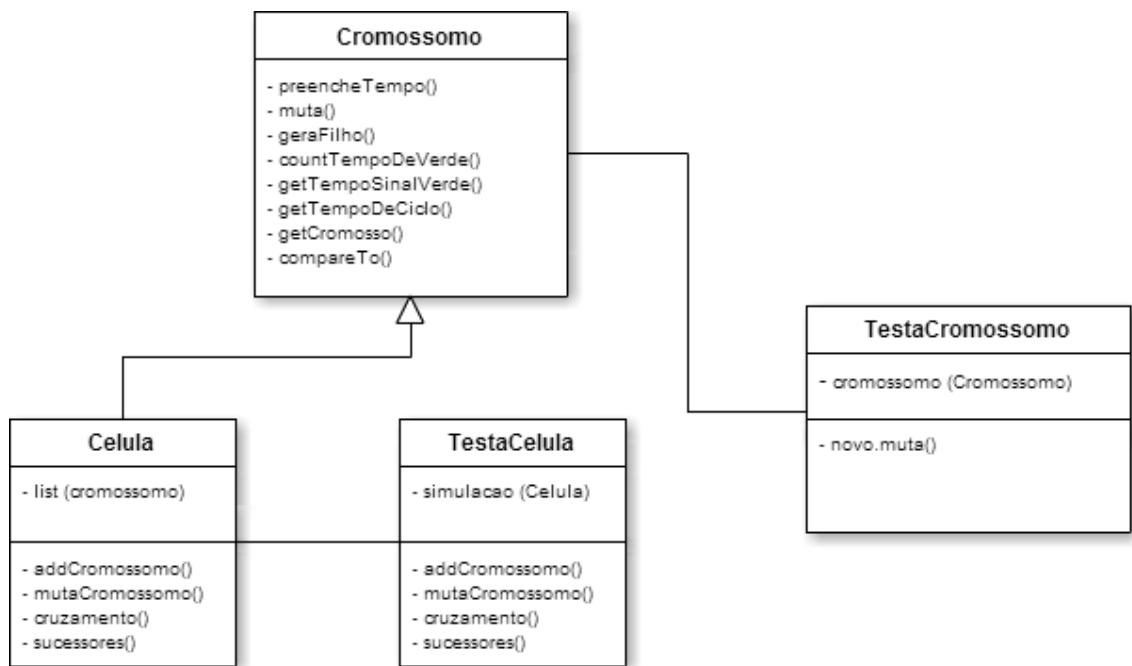 Cromossomo
- preencheTempo()
- muta()
- geraFilho()
- countTempoDeVerde()
- getTempoSinalVerde()
- getTempoDeCiclo()
- getCromosso()
- compareTo()
TestaCromossomo
- cromossomo (Cromossomo)
- novo.muta()
Celula
- list (cromossomo)
- addCromossomo()
- mutaCromossomo()
- cruzamento()
- sucessores()
TestaCelula
- simulacao (Celula)
- addCromossomo()
- mutaCromossomo()
- cruzamento()
- sucessores()